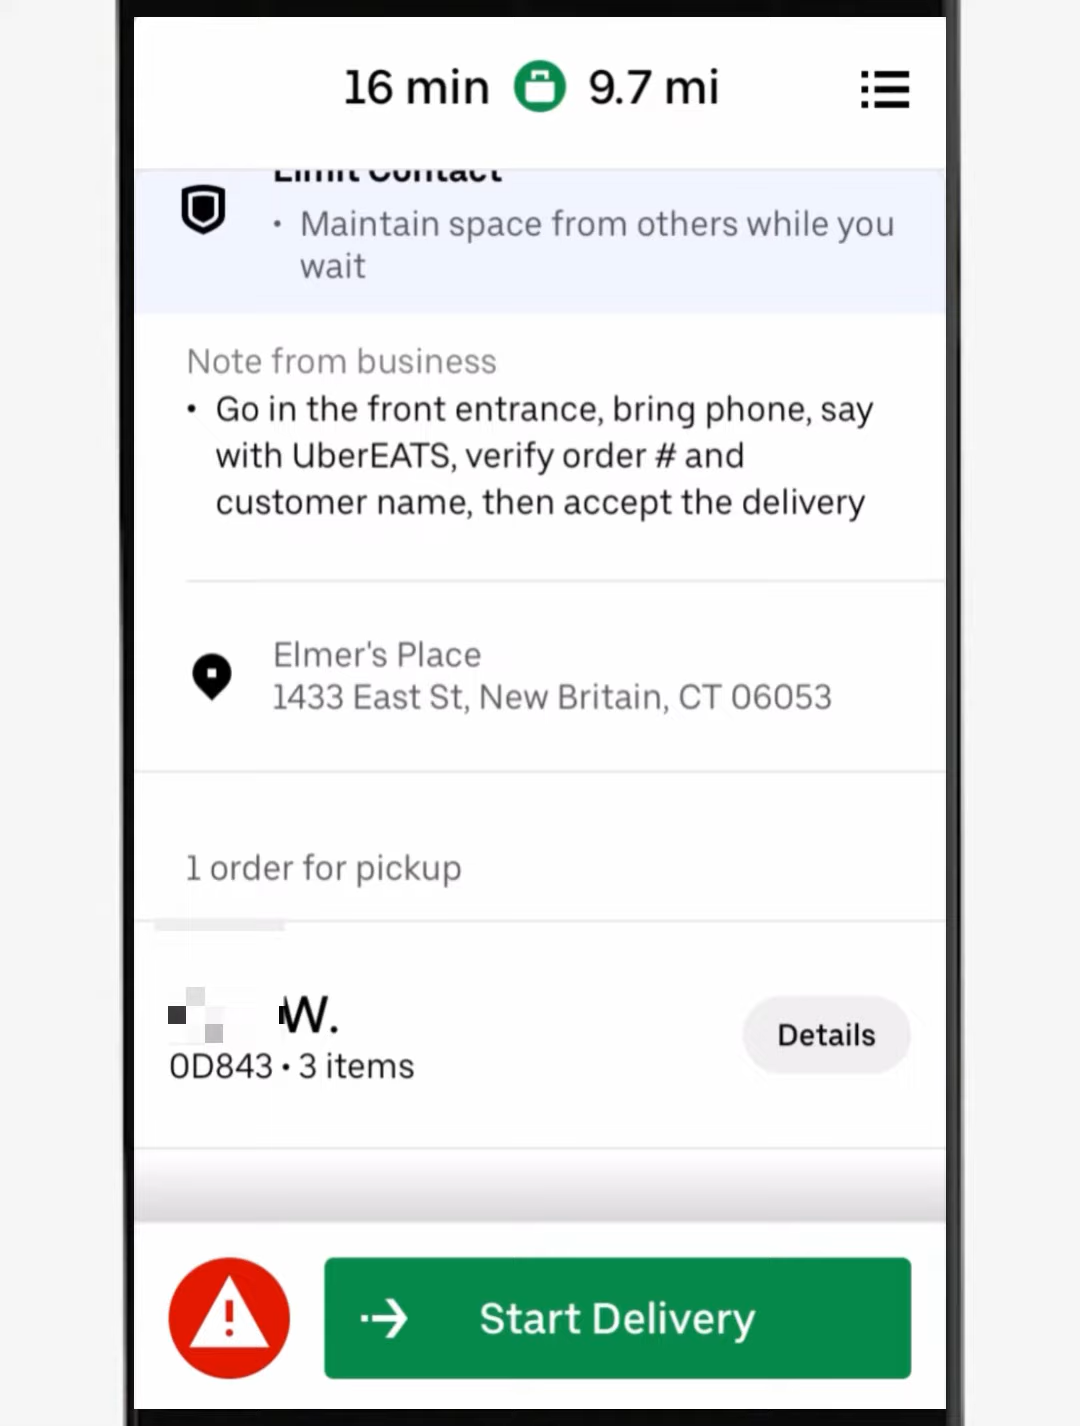 16 min 9.7 mi
Limit Contact
• Maintain space from others while you
wait
Note from business
• Go in the front entrance, bring phone, say
with UberEATS, verify order # and
customer name, then accept the delivery
Elmer's Place
1433 East St, New Britain, CT 06053
1 order for pickup
W.
Details
0D843 • 3 items
Start Delivery